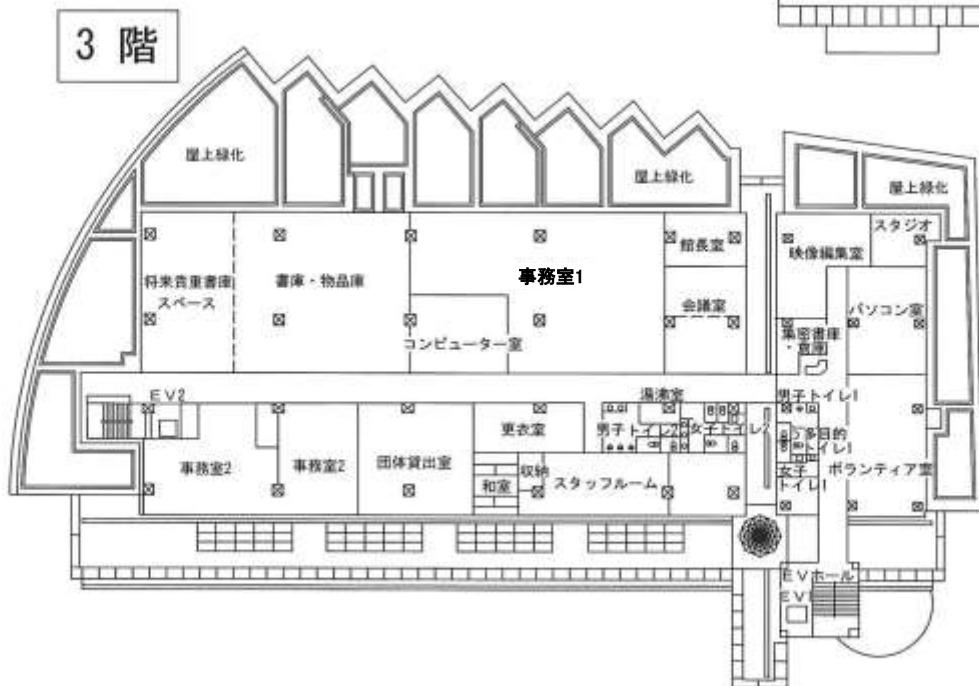 3 階
屋上緑化
屋上緑化
屋上緑化
スタジオ
館長室
映像編集室
将来貴重書庫
スペース
書庫・物品庫
事務室1
会議室
パソコン室
コンピューター室
集密書庫
・倉庫
EV2
湯沸室
男子トイレ1
更衣室
男子トイレ2
女子トイレ2
多目的
トイレ1
事務室2
事務室2
団体貸出室
収納
和室
スタッフルーム
女子
トイレ1
ボランティア室
EVホール
EV1